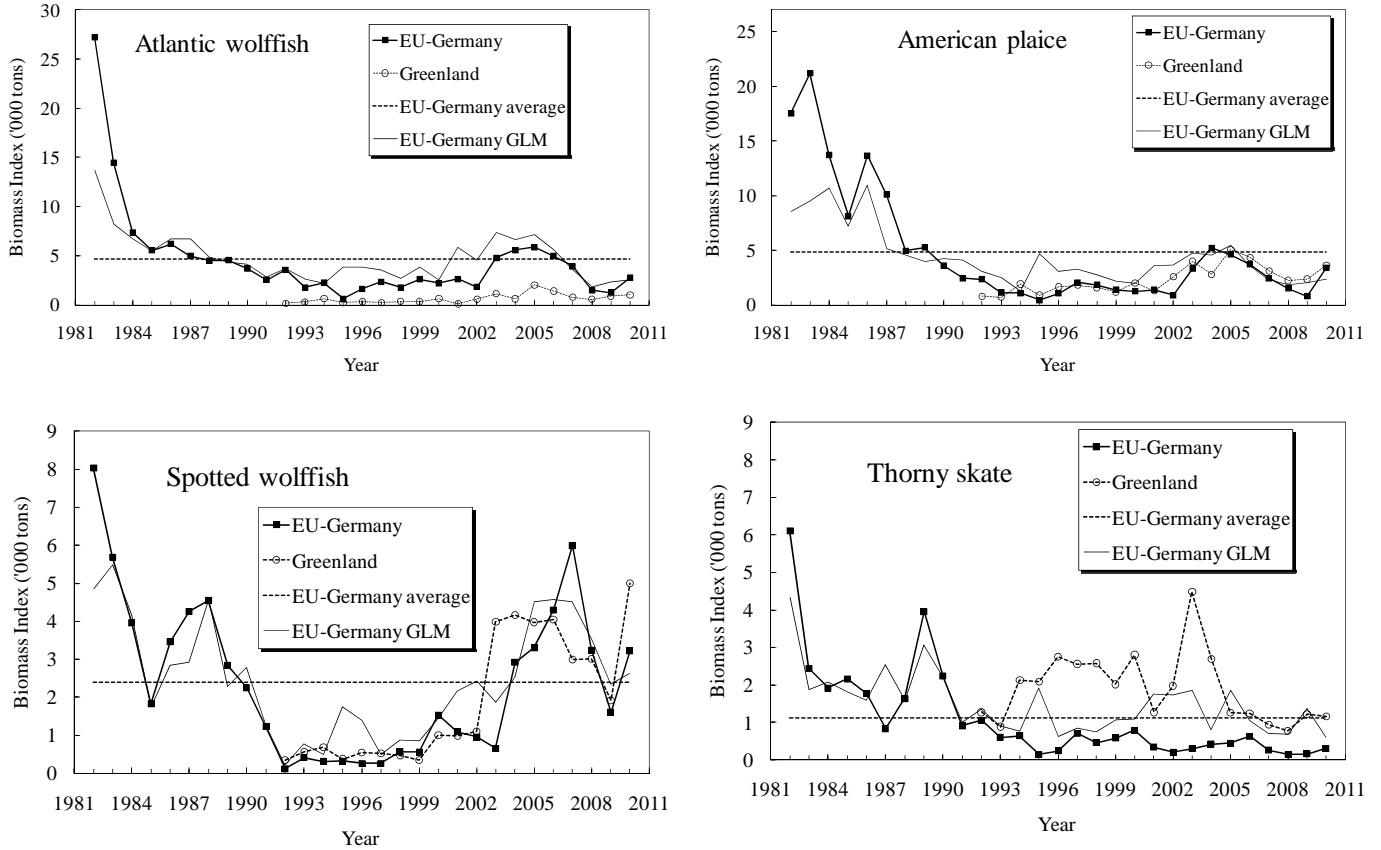 Atlantic wolffish
EU-Germany
Greenland
EU-Germany average
EU-Germany GLM
Biomass Index ('000 tons)
30
25
20
15
10
5
0
1981 1984 1987 1990 1993 1996 1999 2002 2005 2008 2011
Year
American plaice
EU-Germany
Greenland
EU-Germany average
EU-Germany GLM
Biomass Index ('000 tons)
25
20
15
10
5
0
1981 1984 1987 1990 1993 1996 1999 2002 2005 2008 2011
Year
Spotted wolffish
EU-Germany
Greenland
EU-Germany average
EU-Germany GLM
Biomass Index ('000 tons)
9
8
7
6
5
4
3
2
1
0
1981 1984 1987 1990 1993 1996 1999 2002 2005 2008 2011
Year
Thorny skate
EU-Germany
Greenland
EU-Germany average
EU-Germany GLM
Biomass Index ('000 tons)
9
8
7
6
5
4
3
2
1
0
1981 1984 1987 1990 1993 1996 1999 2002 2005 2008 2011
Year